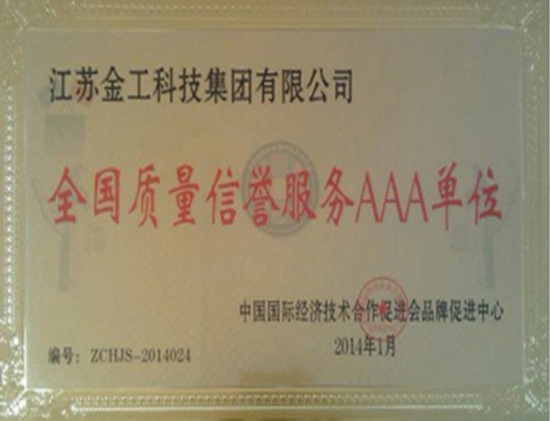 江苏金工科技集团有限公司
全国质量信誉服务AAA单位
中国国际经济技术合作促进会品牌促进中心
2014年1月
编号：ZCHJS-2014024